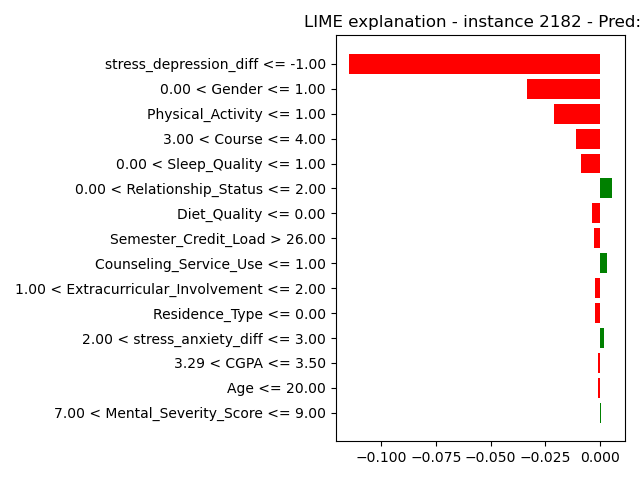 LIME explanation - instance 2182 - Pred:
stress_depression_diff <= -1.00
0.00 < Gender <= 1.00
Physical_Activity <= 1.00
3.00 < Course <= 4.00
0.00 < Sleep_Quality <= 1.00
0.00 < Relationship_Status <= 2.00
Diet_Quality <= 0.00
Semester_Credit_Load > 26.00
Counseling_Service_Use <= 1.00
1.00 < Extracurricular_Involvement <= 2.00
Residence_Type <= 0.00
2.00 < stress_anxiety_diff <= 3.00
3.29 < CGPA <= 3.50
Age <= 20.00
7.00 < Mental_Severity_Score <= 9.00
−0.100 −0.075 −0.050 −0.025 0.000